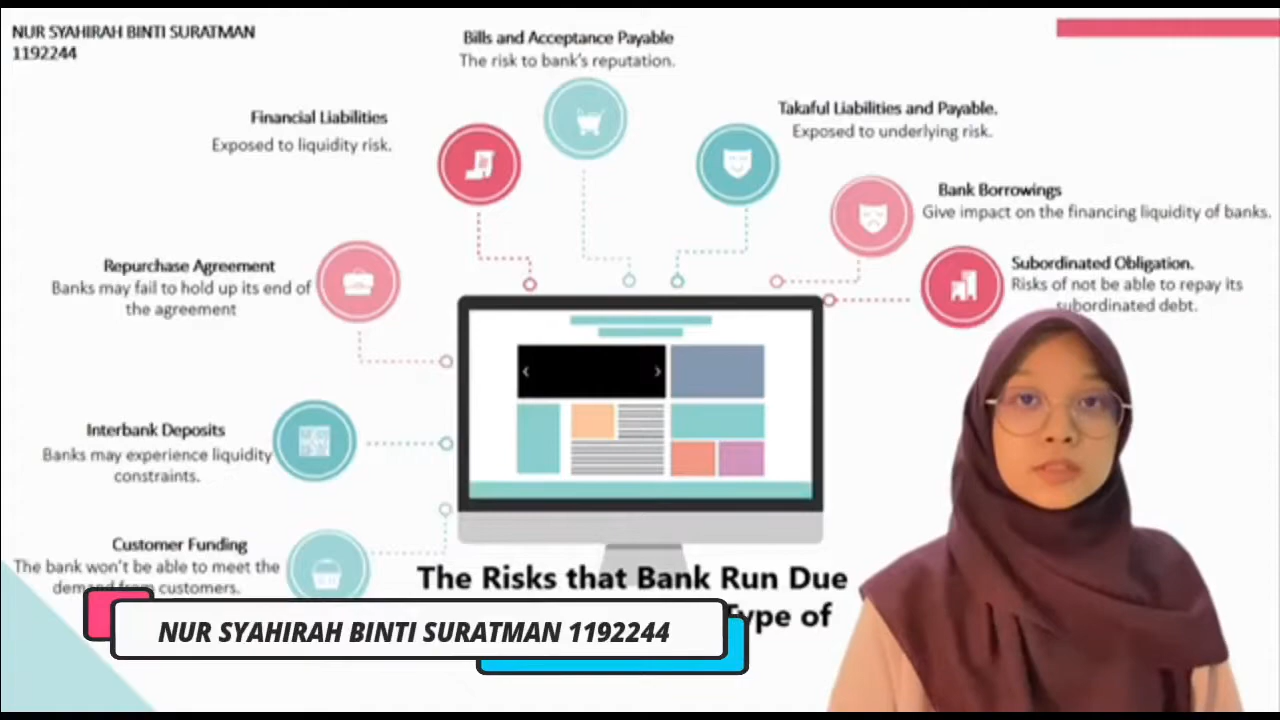 NUR SYAHIRAH BINTI SURATMAN
1192244
Bills and Acceptance Payable
The risk to bank's reputation.
Financial Liabilities
Exposed to liquidity risk.
Takaful Liabilities and Payable.
Exposed to underlying risk.
Bank Borrowings
Give impact on the financing liquidity of banks.
Repurchase Agreement
Banks may fail to hold up its end of
the agreement
Subordinated Obligation.
Risks of not be able to repay its
subordinated debt.
Interbank Deposits
Banks may experience liquidity
constraints.
Customer Funding
The bank won't be able to meet the
demand from customers.
The Risks that Bank Run Due
Type of
NUR SYAHIRAH BINTI SURATMAN 1192244